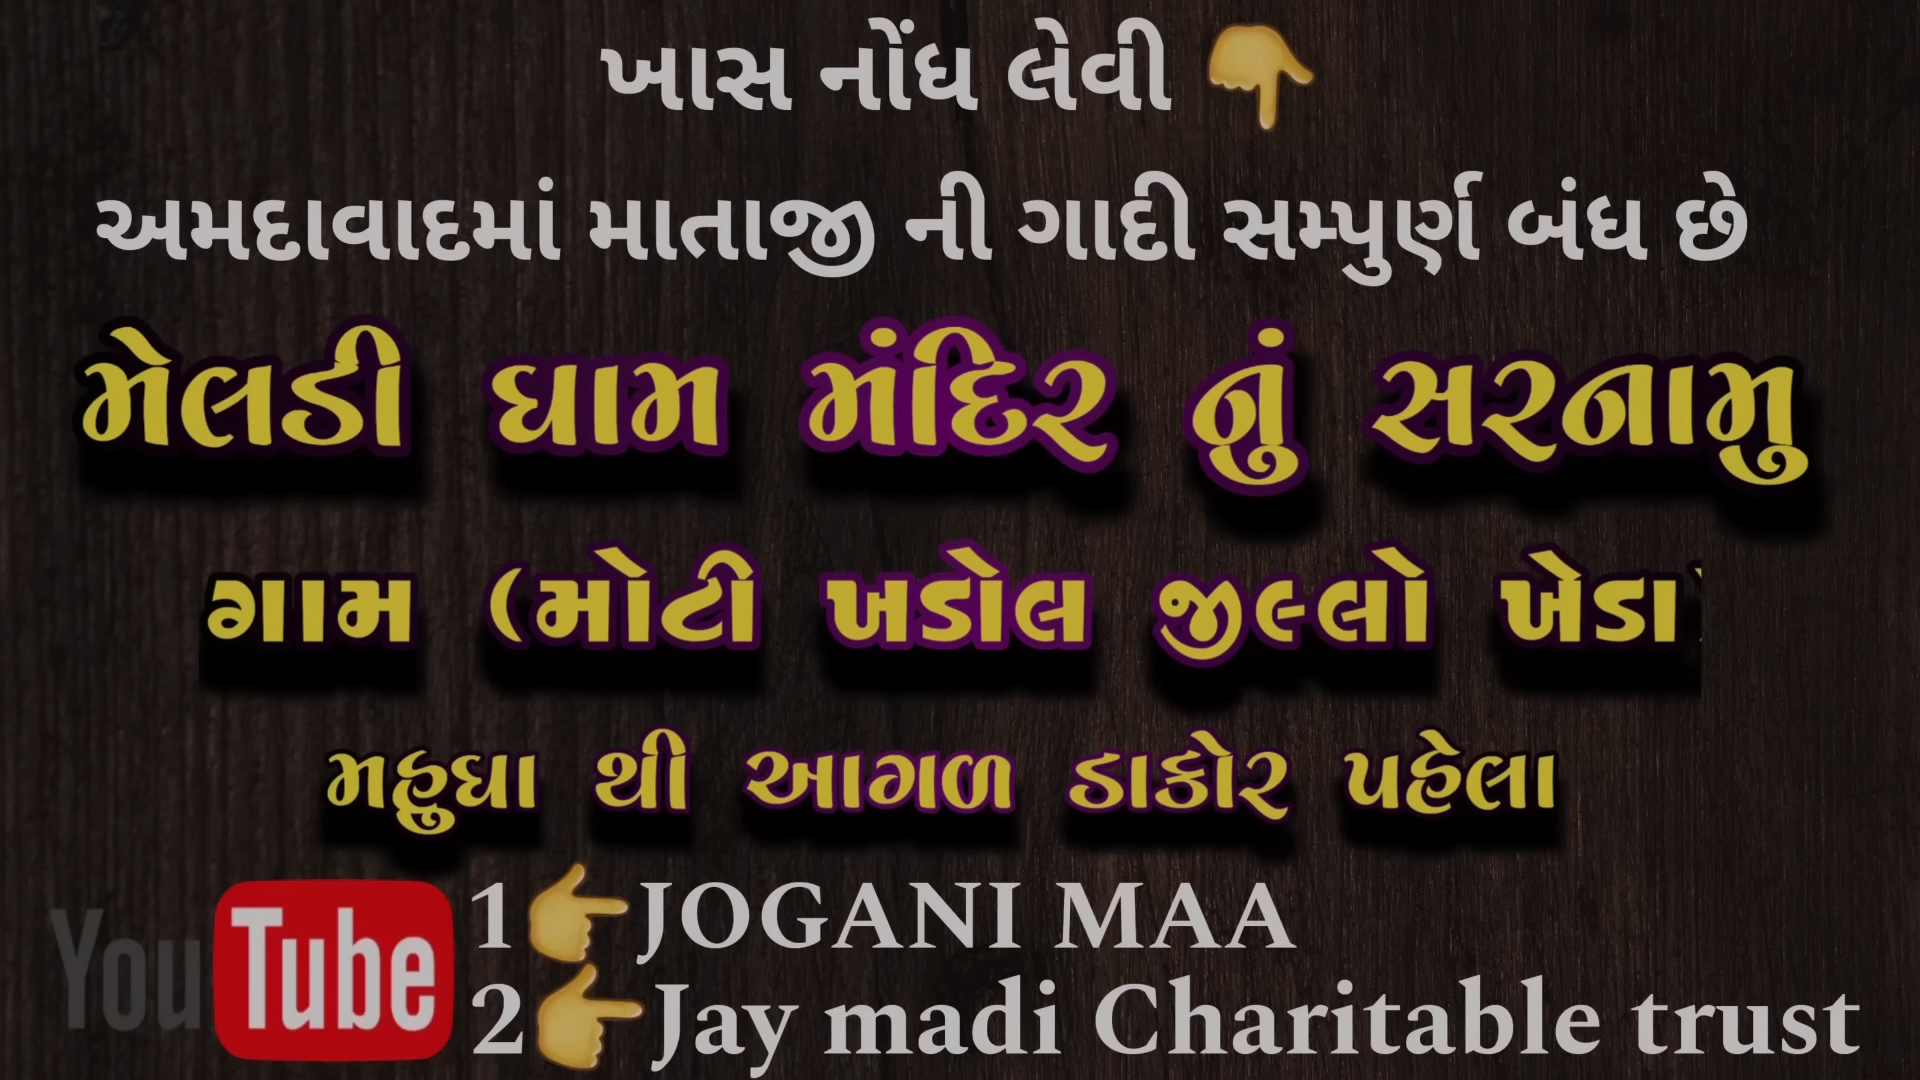 ખાસ નોંધ લેવી 👇
અમદાવાદમાં માતાજી ની ગાદી સમ્પુર્ણ બંધ છે
મેલડી ધામ મંદિર નું સરનામુ
ગામ (મોટી ખડોલ જીલ્લો ખેડા)
મહુધા થી આગળ ડાકોર પહેલા
YouTube 1👉JOGANI MAA
2👉Jay madi Charitable trust